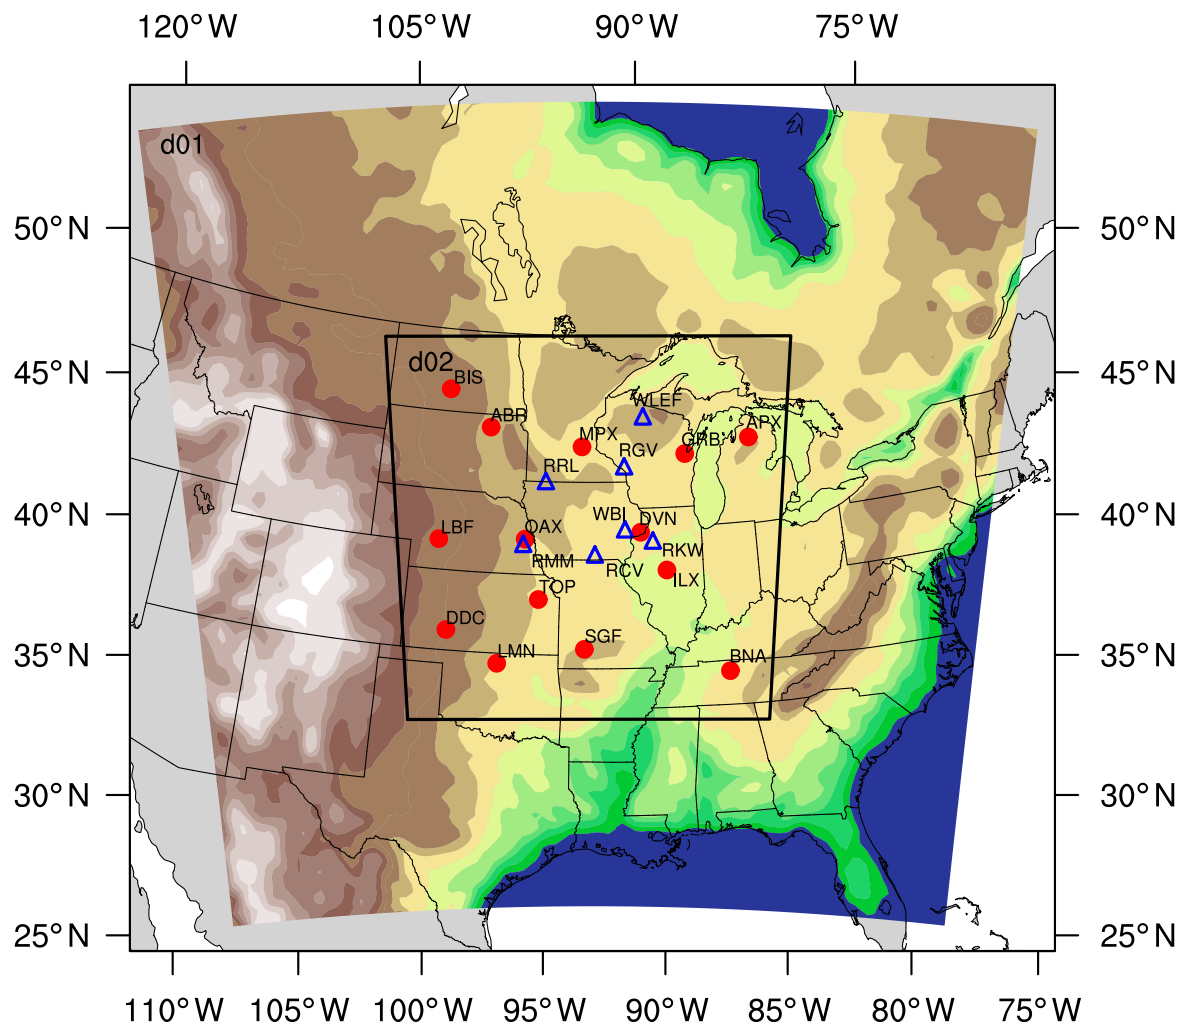 120°W 105°W 90°W 75°W
d01
50°N 50°N
45°N 45°N
d02
BIS
WLEF
ABR
APX
MPX
GRB
RGV
RRL
40°N 40°N
WBI
DVN
LBF
OAX
RKW
RMM
RCV
ILX
TOP
DDC
SGF
35°N 35°N
LMN
BNA
30°N 30°N
25°N 25°N
110°W 105°W 100°W 95°W 90°W 85°W 80°W 75°W